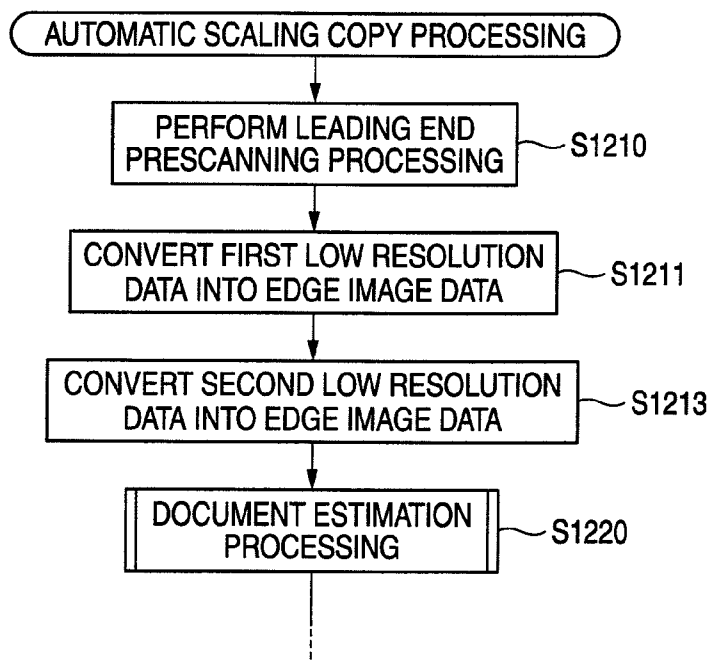 AUTOMATIC SCALING COPY PROCESSING
PERFORM LEADING END
PRESCANNING PROCESSING
S1210
CONVERT FIRST LOW RESOLUTION
DATA INTO EDGE IMAGE DATA
S1211
CONVERT SECOND LOW RESOLUTION
DATA INTO EDGE IMAGE DATA
S1213
DOCUMENT ESTIMATION
PROCESSING
S1220